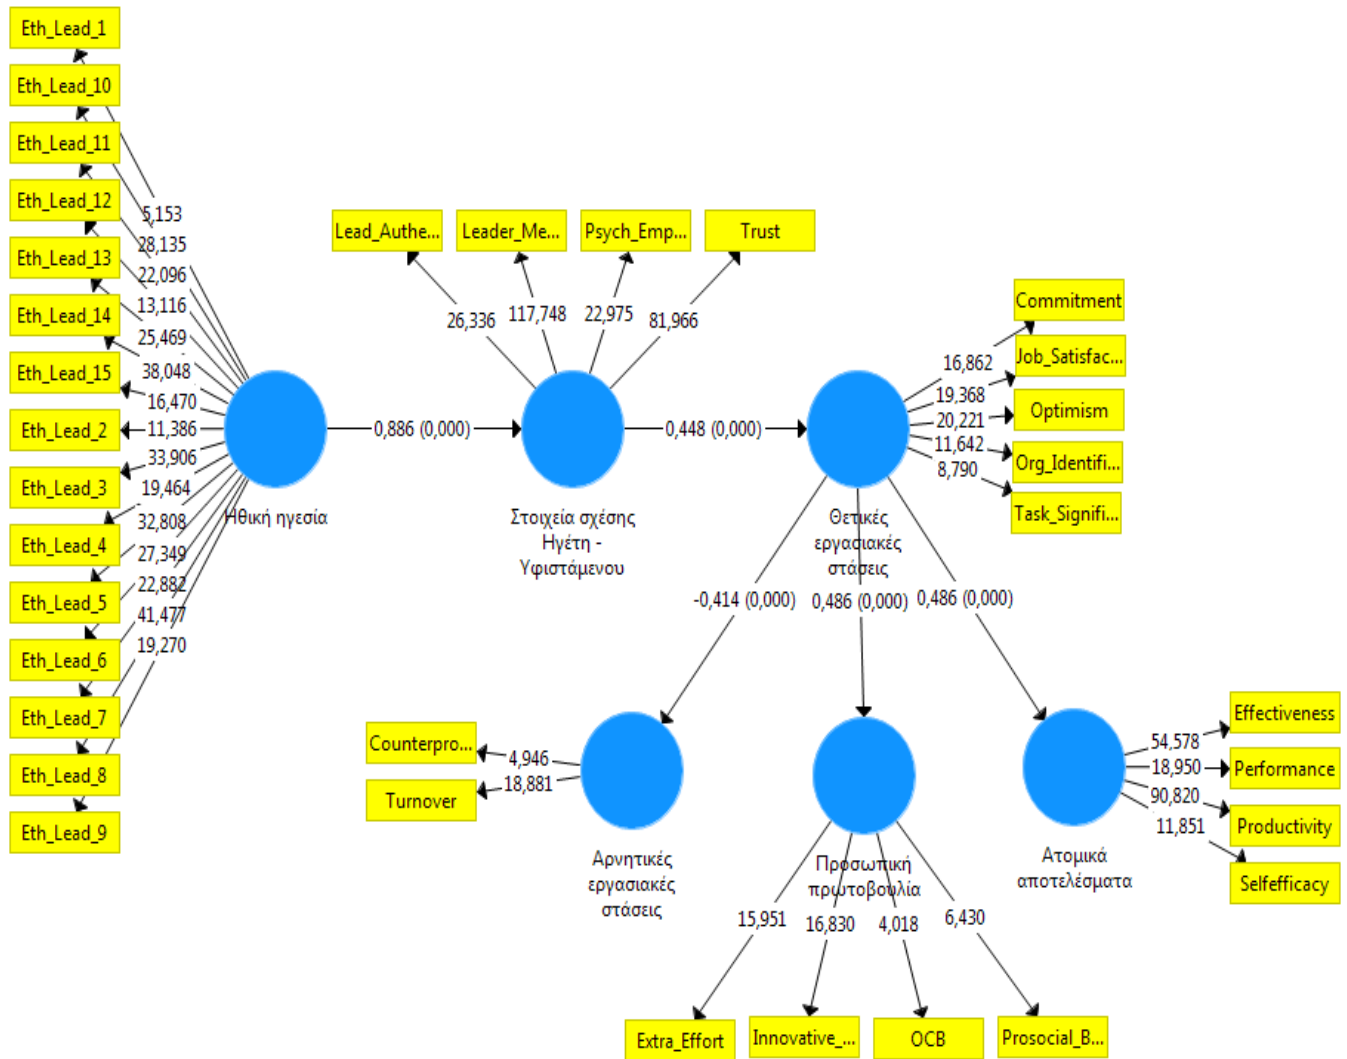 Eth_Lead_1
Eth_Lead_10
Eth_Lead_11
Eth_Lead_12
Eth_Lead_13
Eth_Lead_14
Eth_Lead_15
Eth_Lead_2
Eth_Lead_3
Eth_Lead_4
Eth_Lead_5
Eth_Lead_6
Eth_Lead_7
Eth_Lead_8
Eth_Lead_9
5,153
28,135
22,096
13,116
25,469
38,048
16,470
11,386
33,906
19,464
32,808
27,349
22,882
41,477
19,270
Ηθική ηγεσία
0,886 (0,000)
Lead_Authe...
Leader_Me...
Psych_Emp...
Trust
26,336
117,748
22,975
81,966
Στοιχεία σχέσης
Ηγέτη -
Υφιστάμενου
0,448 (0,000)
Commitment
Job_Satisfac...
Optimism
Org_Identifi...
Task_Signifi...
16,862
19,368
20,221
11,642
8,790
Θετικές
εργασιακές
στάσεις
-0,414 (0,000)
0,486 (0,000)
0,486 (0,000)
Counterpro...
Turnover
4,946
18,881
Αρνητικές
εργασιακές
στάσεις
Προσωπική
πρωτοβουλία
15,951
16,830
4,018
6,430
Extra_Effort
Innovative_...
OCB
Prosocial_B...
Ατομικά
αποτελέσματα
54,578
18,950
90,820
11,851
Effectiveness
Performance
Productivity
Selfefficacy